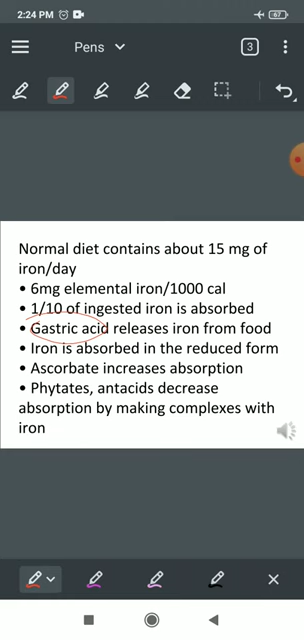 2:24 PM
67
Pens
3
Normal diet contains about 15 mg of
iron/day
• 6mg elemental iron/1000 cal
• 1/10 of ingested iron is absorbed
• Gastric acid releases iron from food
• Iron is absorbed in the reduced form
• Ascorbate increases absorption
• Phytates, antacids decrease
absorption by making complexes with
iron